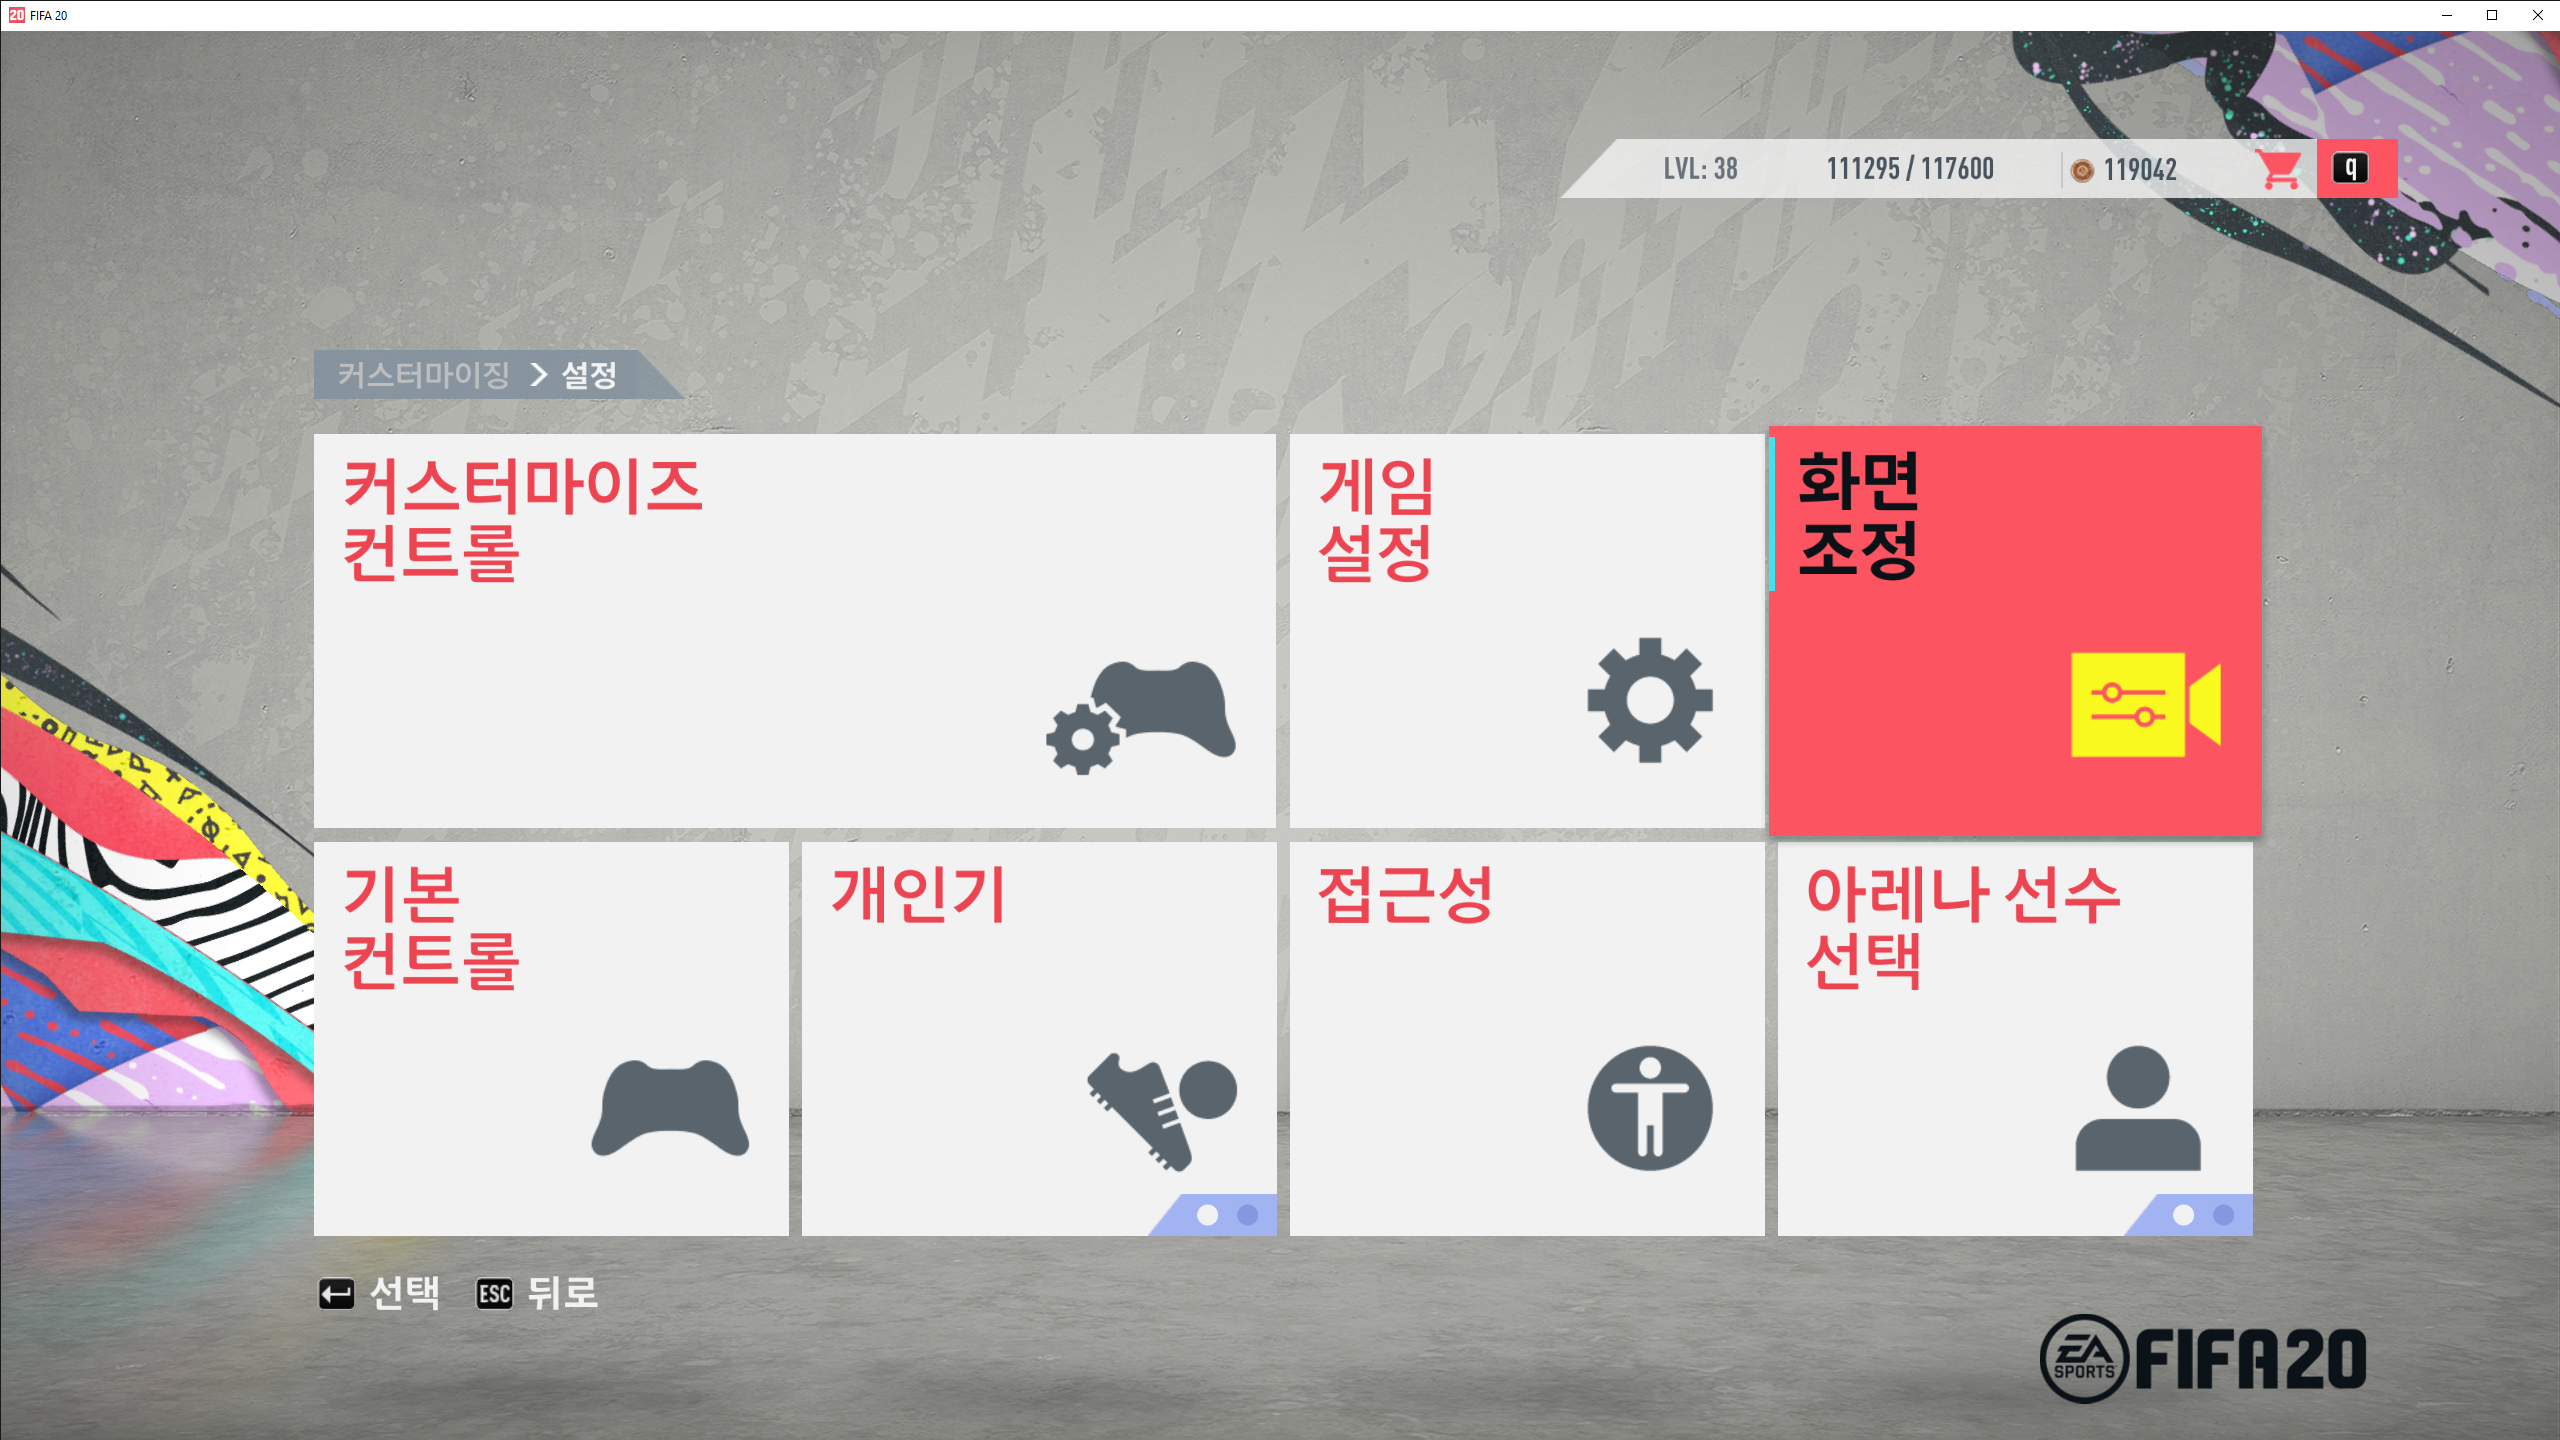 20 FIFA 20
LVL: 38 111295 / 117600 119042 q
커스터마이징 > 설정
커스터마이즈
컨트롤
게임
설정
화면
조정
기본
컨트롤
개인기
접근성
아레나 선수
선택
선택 ESC 뒤로
EA SPORTS FIFA20